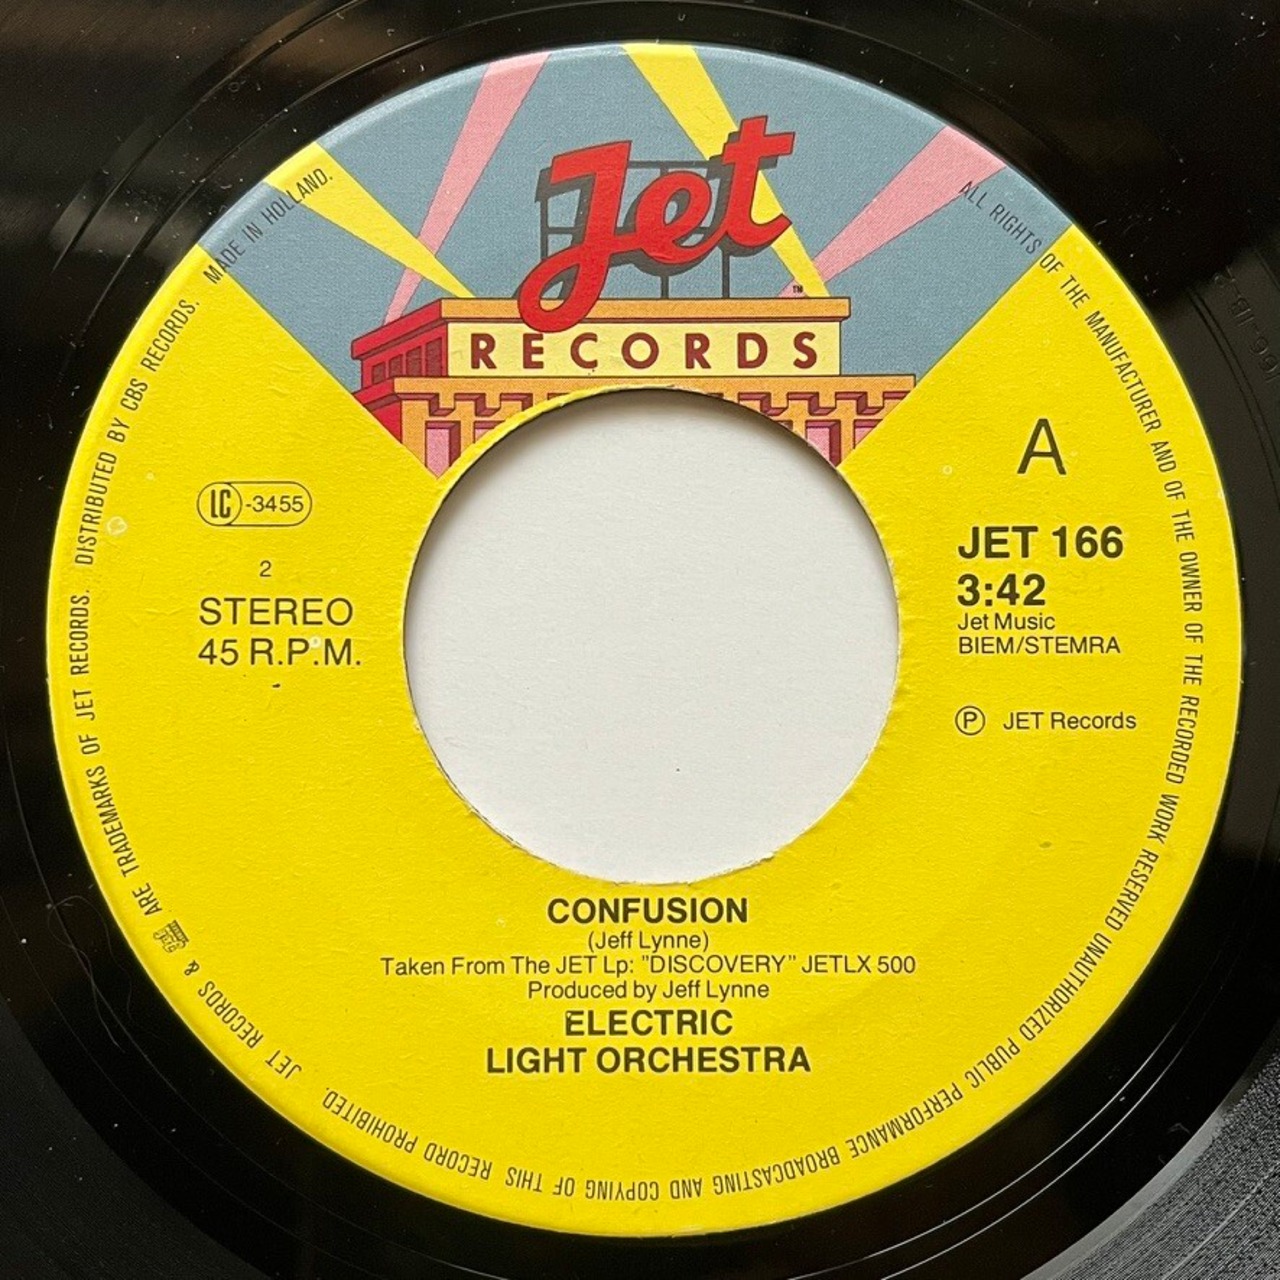 Jet
™
RECORDS
A
LC -3455
2
STEREO
45 R.P.M.
JET 166
3:42
Jet Music
BIEM/STEMRA
Ⓟ JET Records
CONFUSION
(Jeff Lynne)
Taken From The JET Lp: "DISCOVERY" JETLX 500
Produced by Jeff Lynne
ELECTRIC
LIGHT ORCHESTRA
ALL RIGHTS OF THE MANUFACTURER AND OF THE OWNER OF THE RECORDED WORK RESERVED UNAUTHORIZED PUBLIC PERFORMANCE BROADCASTING AND COPYING OF THIS RECORD PROHIBITED.
JET RECORDS & Jet RECORDS ARE TRADEMARKS OF JET RECORDS. DISTRIBUTED BY CBS RECORDS. MADE IN HOLLAND.